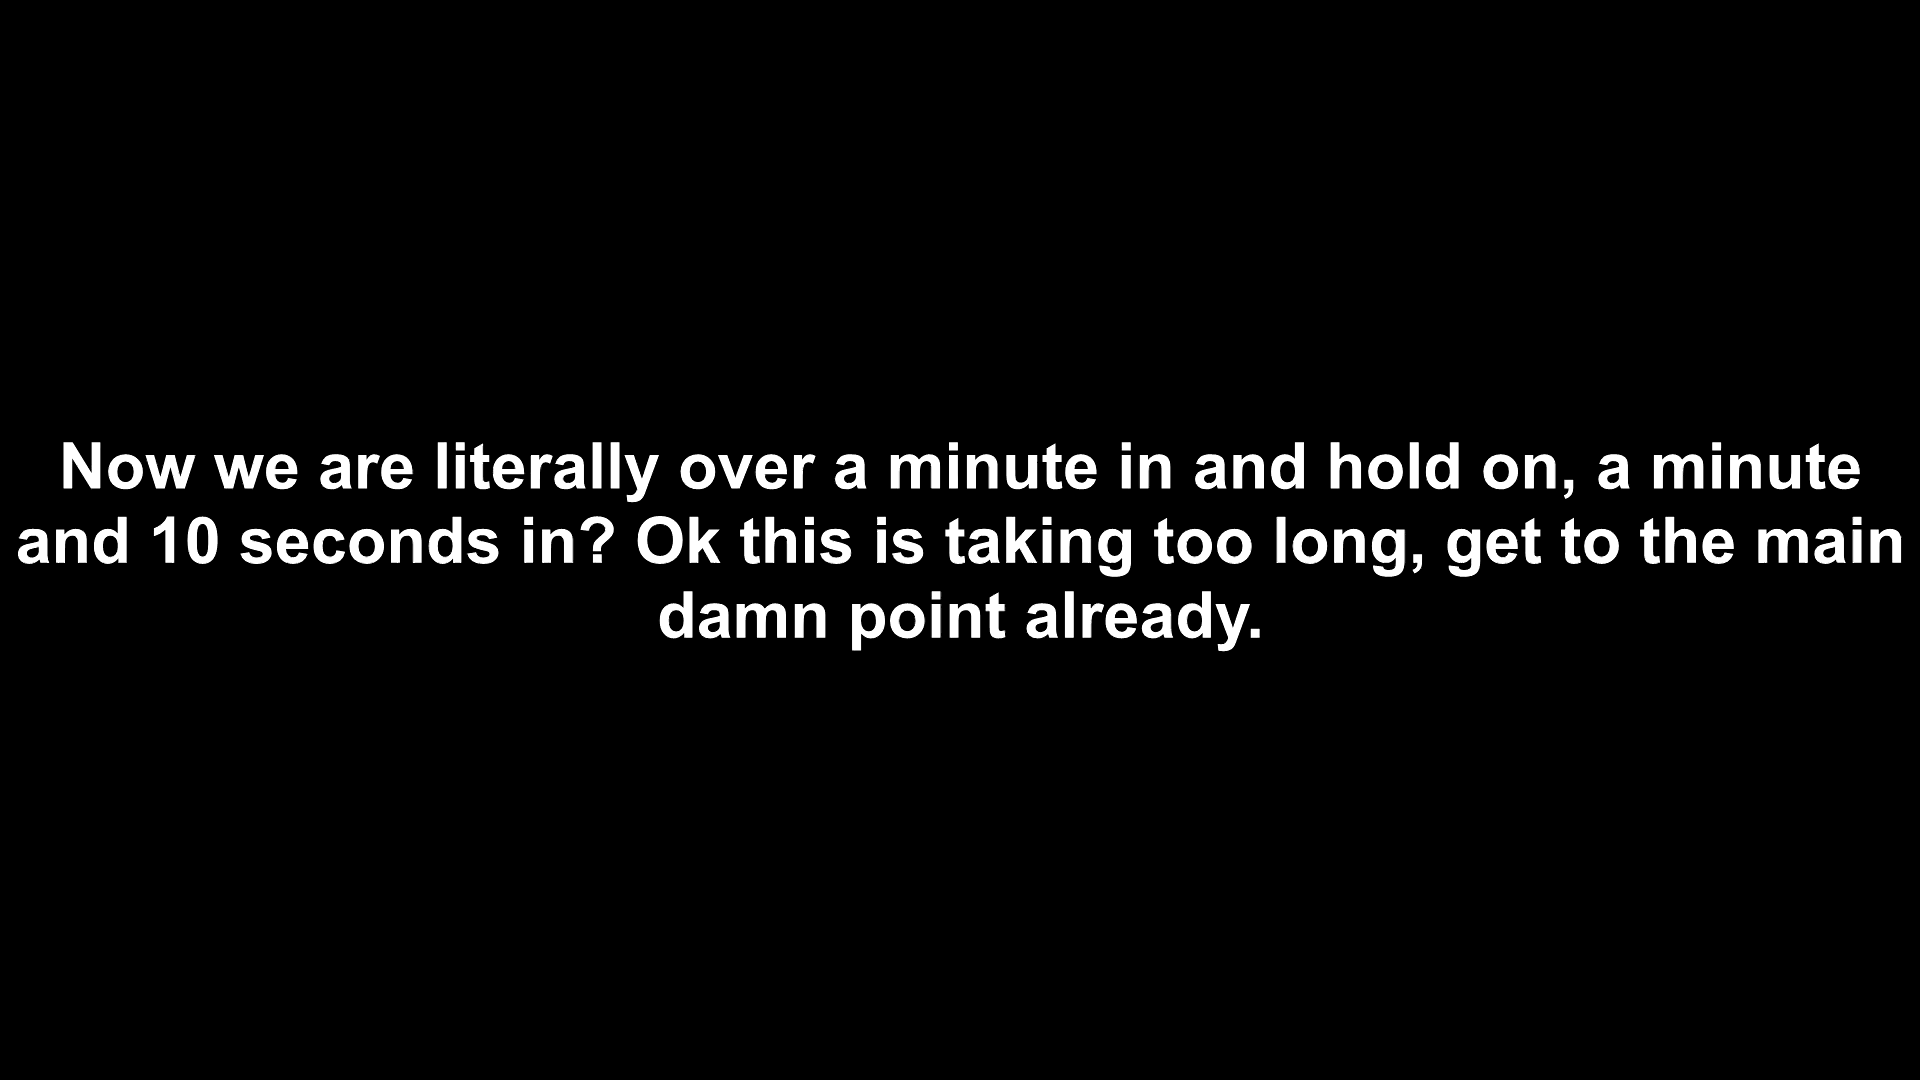 Now we are literally over a minute in and hold on, a minute
and 10 seconds in? Ok this is taking too long, get to the main
damn point already.